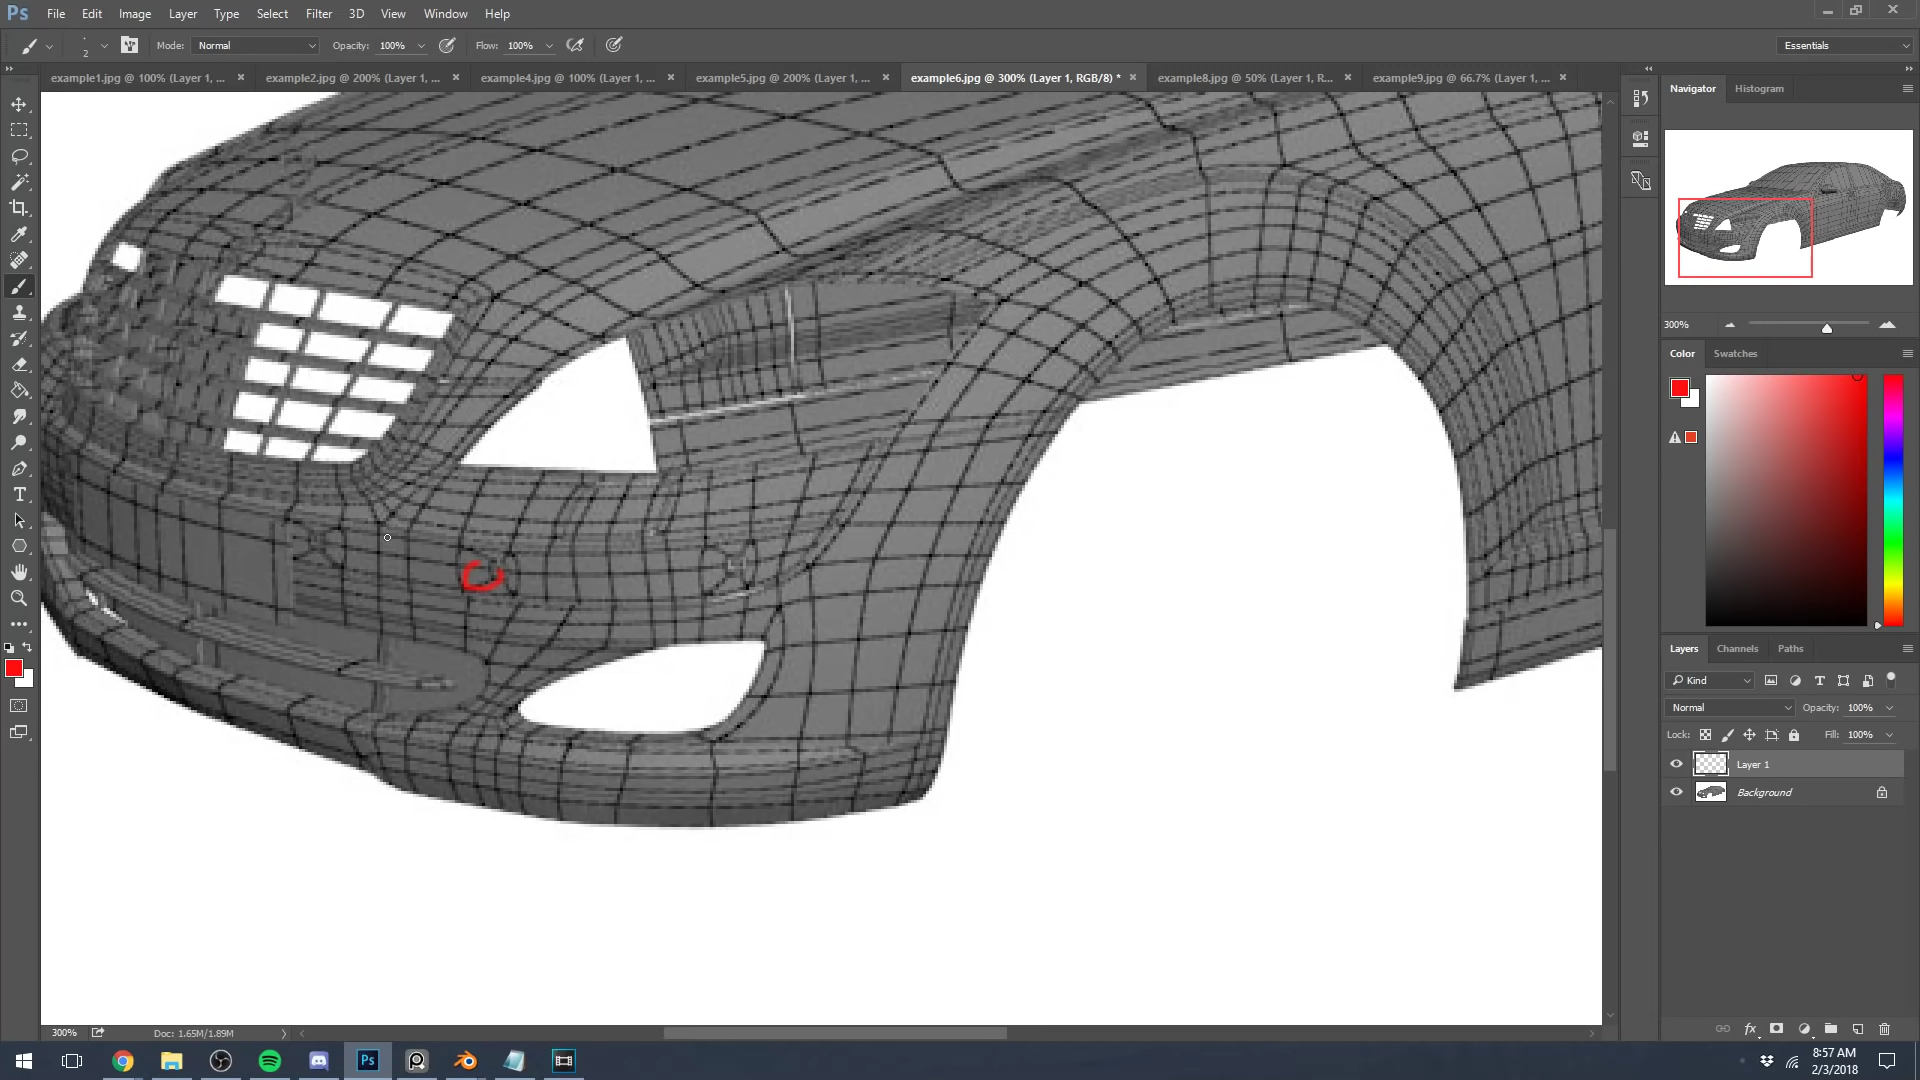 Ps File Edit Image Layer Type Select Filter 3D View Window Help
2 Mode: Normal Opacity: 100% Flow: 100% Essentials
example1.jpg @ 100% (Layer 1, ... example2.jpg @ 200% (Layer 1, ... example4.jpg @ 100% (Layer 1, ... example5.jpg @ 200% (Layer 1, ... example6.jpg @ 300% (Layer 1, RGB/8) * example8.jpg @ 50% (Layer 1, R... example9.jpg @ 66.7% (Layer 1, ...
Navigator Histogram
300%
Color Swatches
Layers Channels Paths
Kind
Normal Opacity: 100%
Lock: Fill: 100%
Layer 1
Background
fx
300% Doc: 1.65M/1.89M
Ps
8:57 AM
2/3/2018